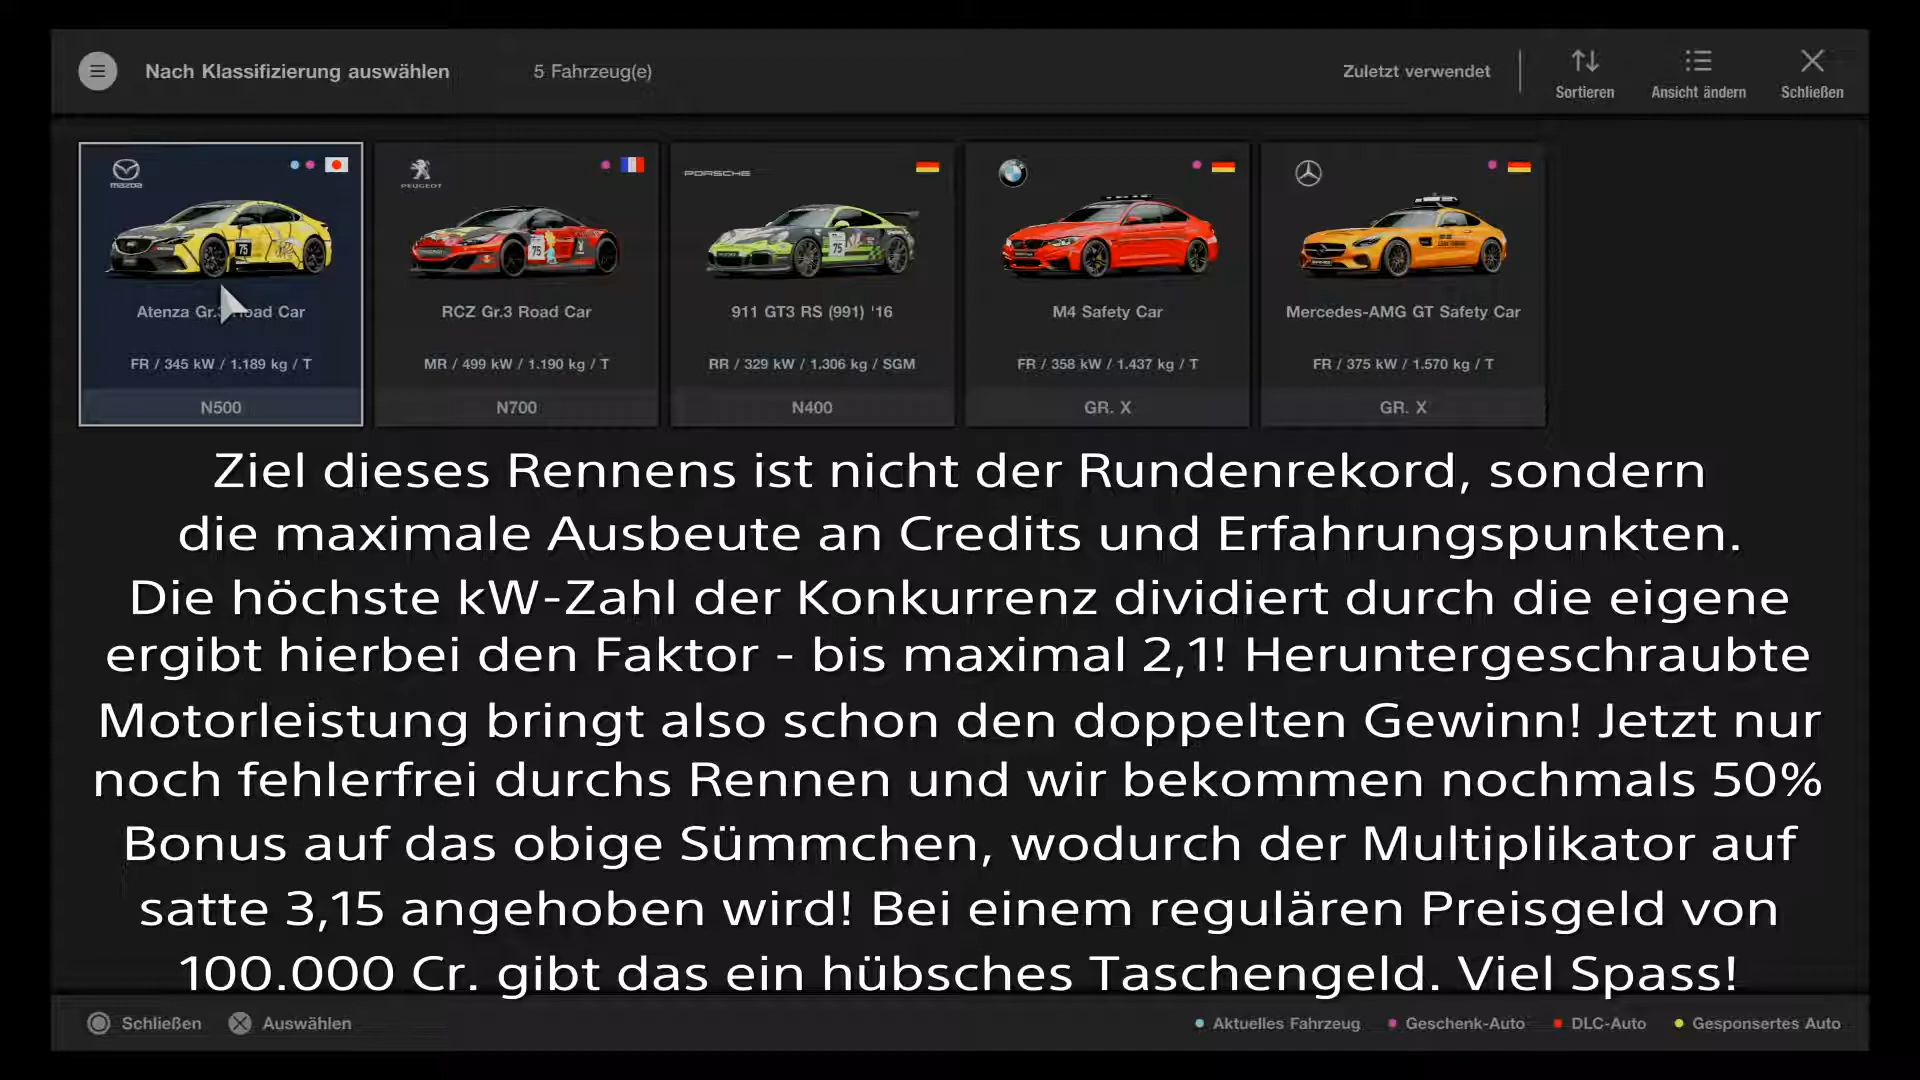 Nach Klassifizierung auswählen
5 Fahrzeug(e)
Zuletzt verwendet
Sortieren
Ansicht ändern
Schließen
mazda
PEUGEOT
PORSCHE
75
75
75
Atenza Gr.3 Road Car
RCZ Gr.3 Road Car
911 GT3 RS (991) '16
M4 Safety Car
Mercedes-AMG GT Safety Car
FR / 345 kW / 1.189 kg / T
MR / 499 kW / 1.190 kg / T
RR / 329 kW / 1.306 kg / SGM
FR / 358 kW / 1.437 kg / T
FR / 375 kW / 1.570 kg / T
N500
N700
N400
GR. X
GR. X
Ziel dieses Rennens ist nicht der Rundenrekord, sondern
die maximale Ausbeute an Credits und Erfahrungspunkten.
Die höchste kW-Zahl der Konkurrenz dividiert durch die eigene
ergibt hierbei den Faktor - bis maximal 2,1! Heruntergeschraubte
Motorleistung bringt also schon den doppelten Gewinn! Jetzt nur
noch fehlerfrei durchs Rennen und wir bekommen nochmals 50%
Bonus auf das obige Sümmchen, wodurch der Multiplikator auf
satte 3,15 angehoben wird! Bei einem regulären Preisgeld von
100.000 Cr. gibt das ein hübsches Taschengeld. Viel Spass!
Schließen
Auswählen
Aktuelles Fahrzeug
Geschenk-Auto
DLC-Auto
Gesponsertes Auto